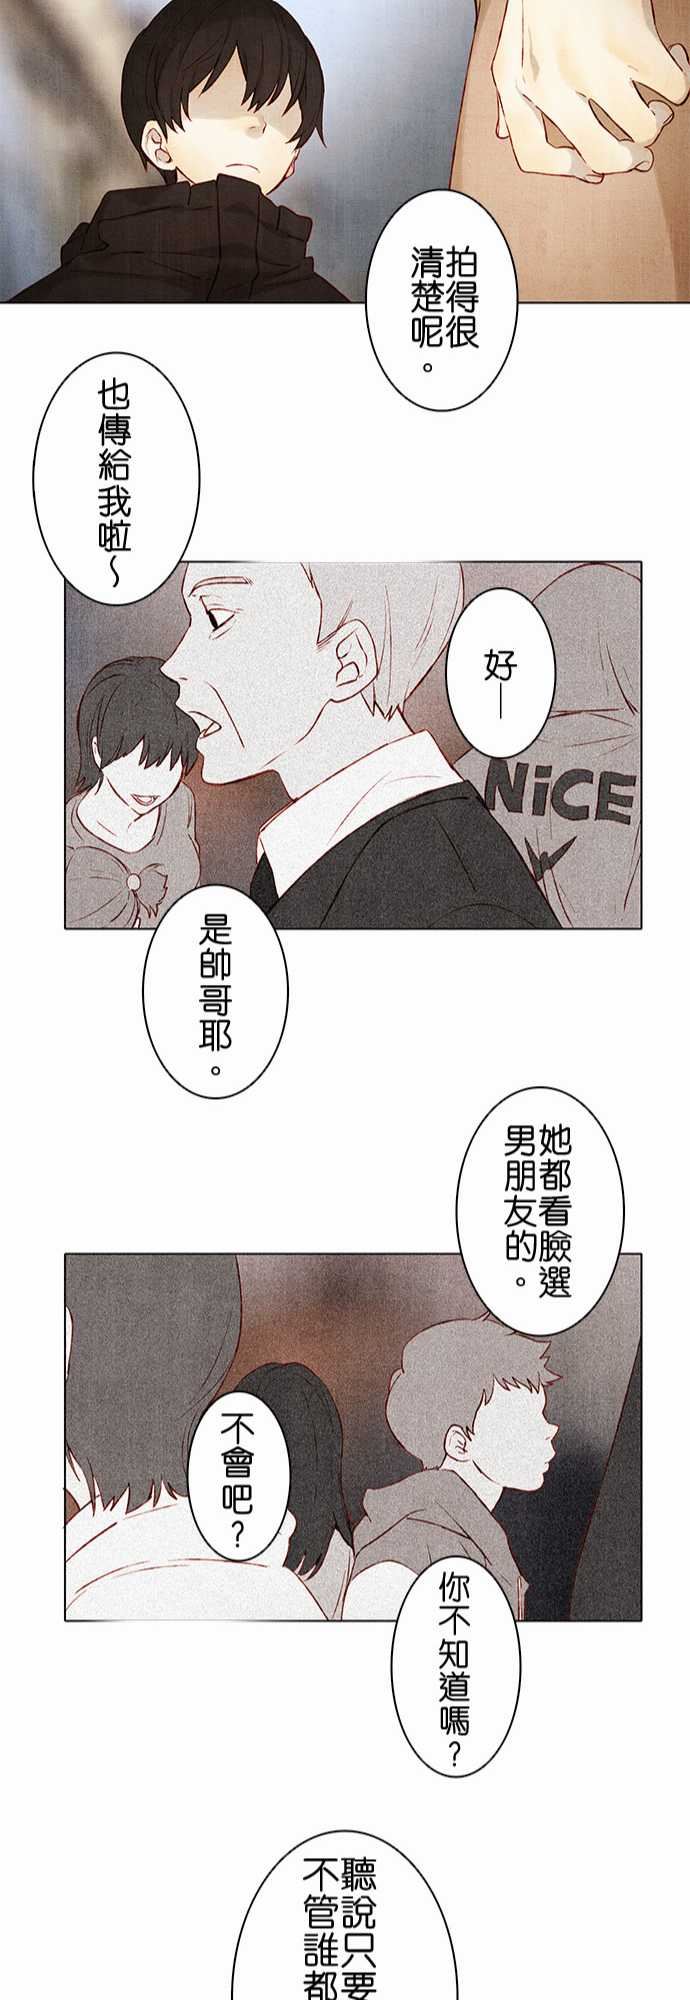 拍得很
清楚呢。
也傳給我啦～
好—
NiCE
是帥哥耶。
她都看臉選
男朋友的。
不會吧？
你不知道嗎？
聽說只要
不管誰都